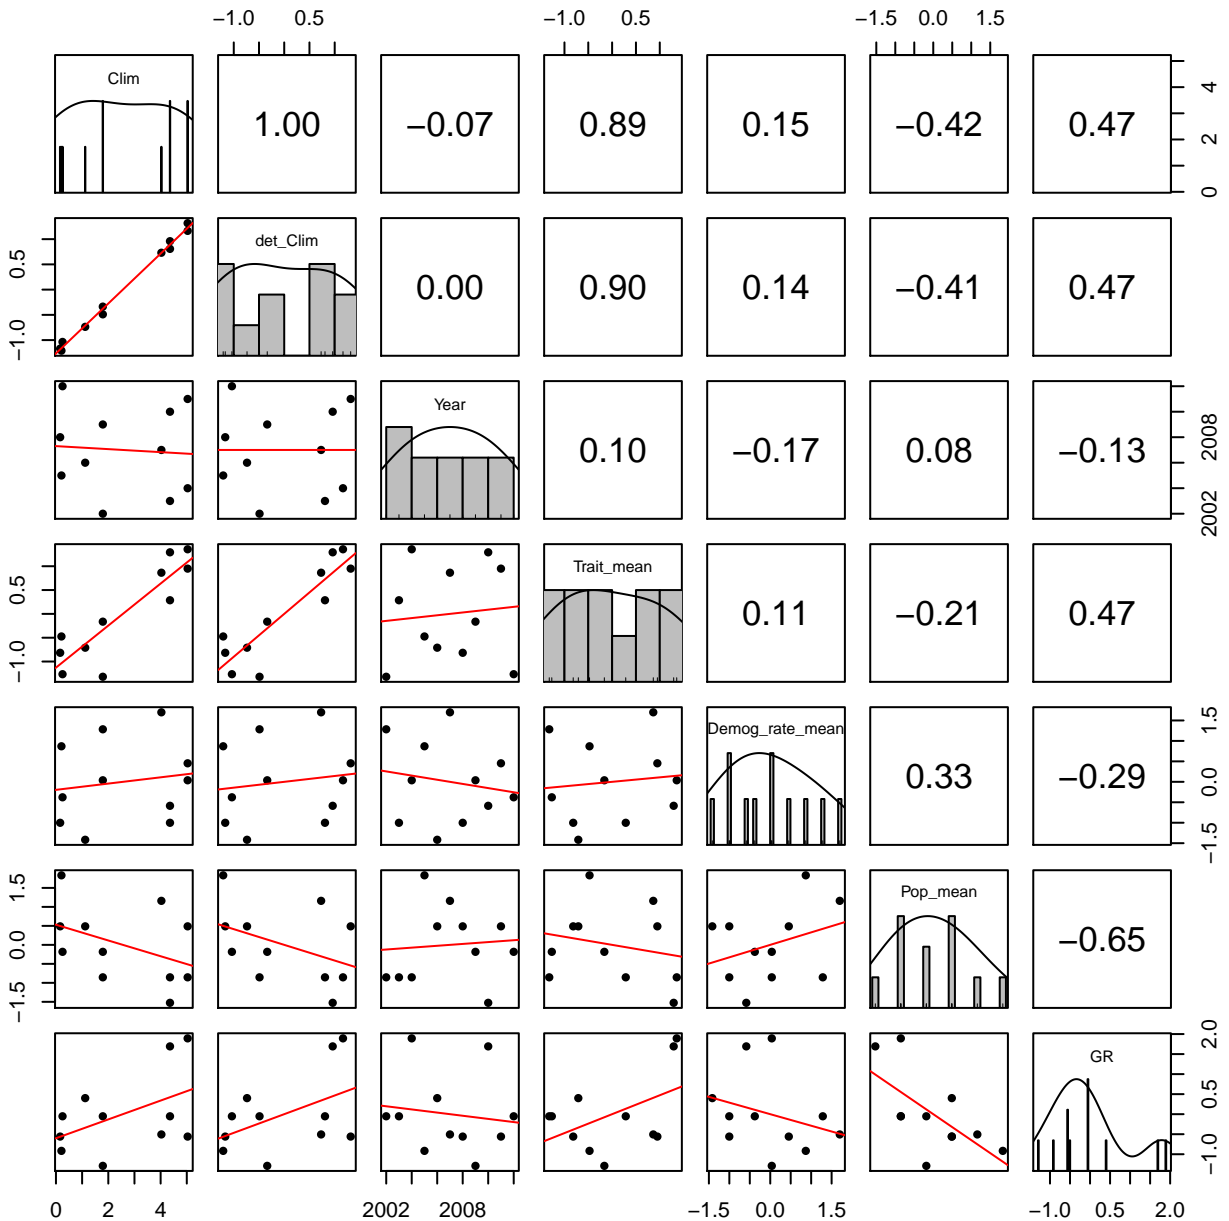 −1.0 0.5 −1.0 0.5 −1.5 0.0 1.5
Clim 1.00 −0.07 0.89 0.15 −0.42 0.47 0 2 4
0.5 −1.0 det_Clim 0.00 0.90 0.14 −0.41 0.47
Year 0.10 −0.17 0.08 −0.13 2002 2008
0.5 −1.0 Trait_mean 0.11 −0.21 0.47
Demog_rate_mean 0.33 −0.29 −1.5 0.0 1.5
1.5 0.0 −1.5 Pop_mean −0.65
GR −1.0 0.5 2.0
0 2 4 2002 2008 −1.5 0.0 1.5 −1.0 0.5 2.0